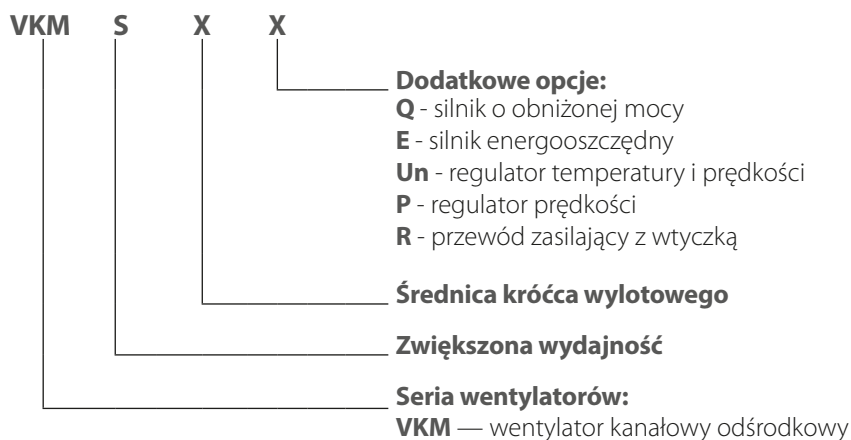 VKM S X X
Dodatkowe opcje:
Q - silnik o obniżonej mocy
E - silnik energooszczędny
Un - regulator temperatury i prędkości
P - regulator prędkości
R - przewód zasilający z wtyczką
Średnica króćca wylotowego
Zwiększona wydajność
Seria wentylatorów:
VKM — wentylator kanałowy odśrodkowy